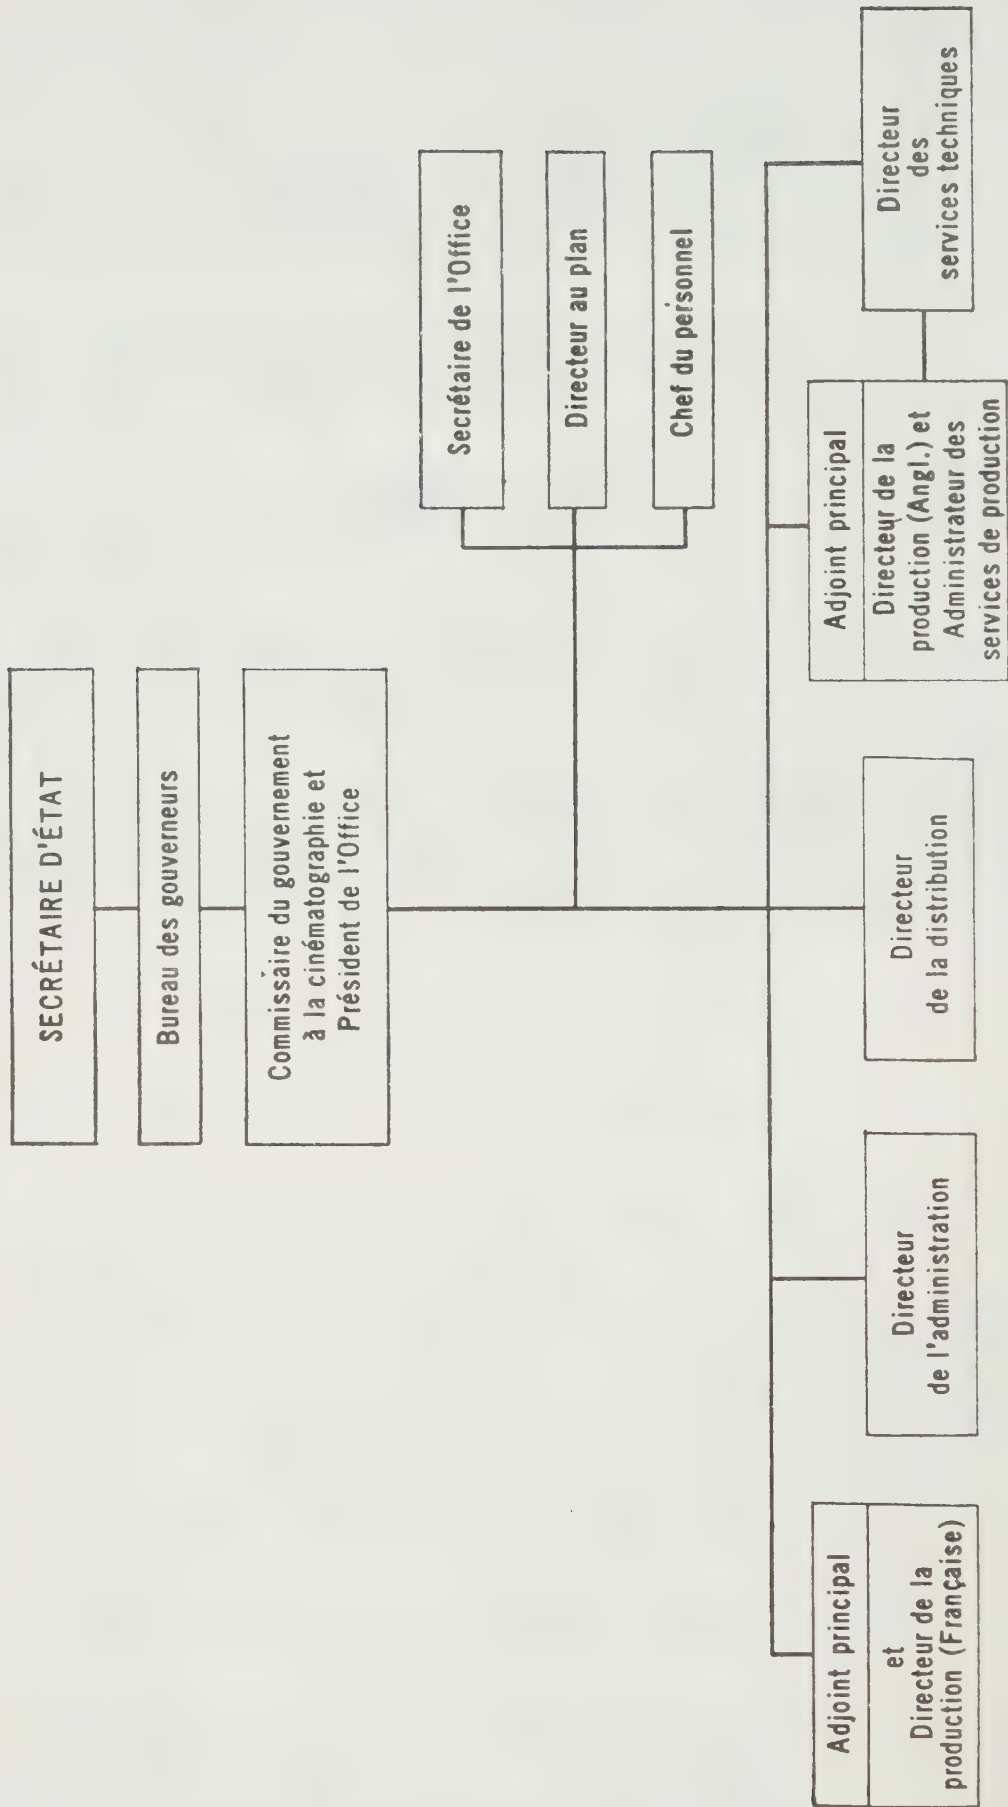 SECRÉTAIRE D'ÉTAT
Bureau des gouverneurs
Commissaire du gouvernement
à la cinématographie et
Président de l'Office
Secrétaire de l'Office
Directeur au plan
Chef du personnel
Adjoint principal
et
Directeur de la
production (Française)
Directeur
de l'administration
Directeur
de la distribution
Adjoint principal
Directeur de la
production (Angl.) et
Administrateur des
services de production
Directeur
des
services techniques